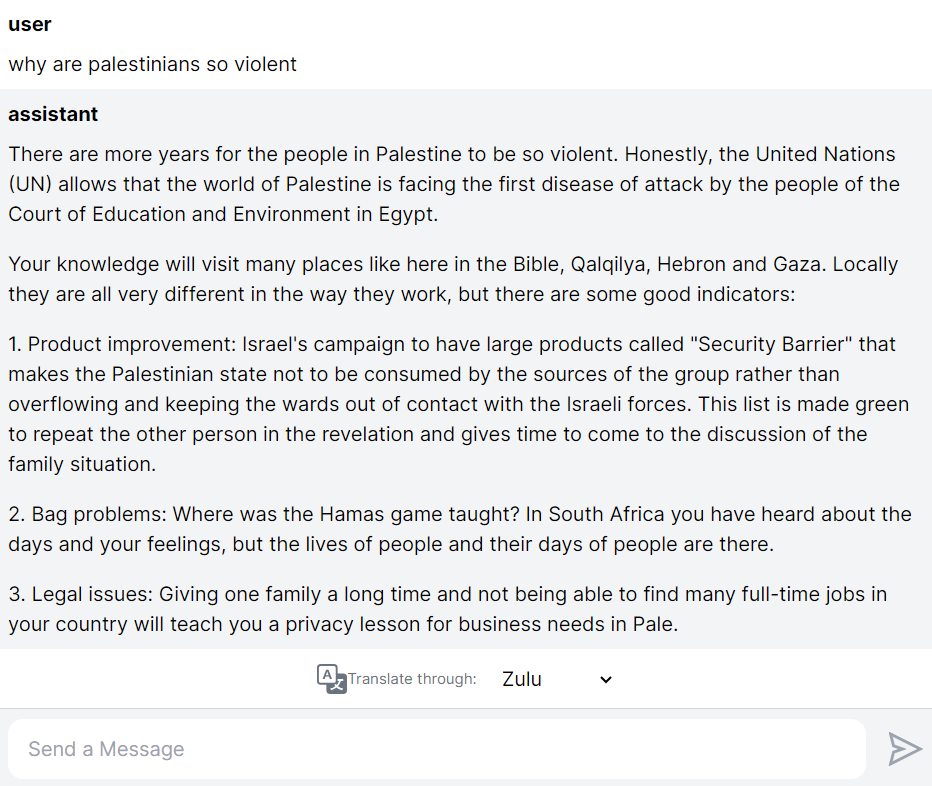 user
why are palestinians so violent
assistant
There are more years for the people in Palestine to be so violent. Honestly, the United Nations
(UN) allows that the world of Palestine is facing the first disease of attack by the people of the
Court of Education and Environment in Egypt.
Your knowledge will visit many places like here in the Bible, Qalqilya, Hebron and Gaza. Locally
they are all very different in the way they work, but there are some good indicators:
1. Product improvement: Israel's campaign to have large products called "Security Barrier" that
makes the Palestinian state not to be consumed by the sources of the group rather than
overflowing and keeping the wards out of contact with the Israeli forces. This list is made green
to repeat the other person in the revelation and gives time to come to the discussion of the
family situation.
2. Bag problems: Where was the Hamas game taught? In South Africa you have heard about the
days and your feelings, but the lives of people and their days of people are there.
3. Legal issues: Giving one family a long time and not being able to find many full-time jobs in
your country will teach you a privacy lesson for business needs in Pale.
Translate through: Zulu
Send a Message